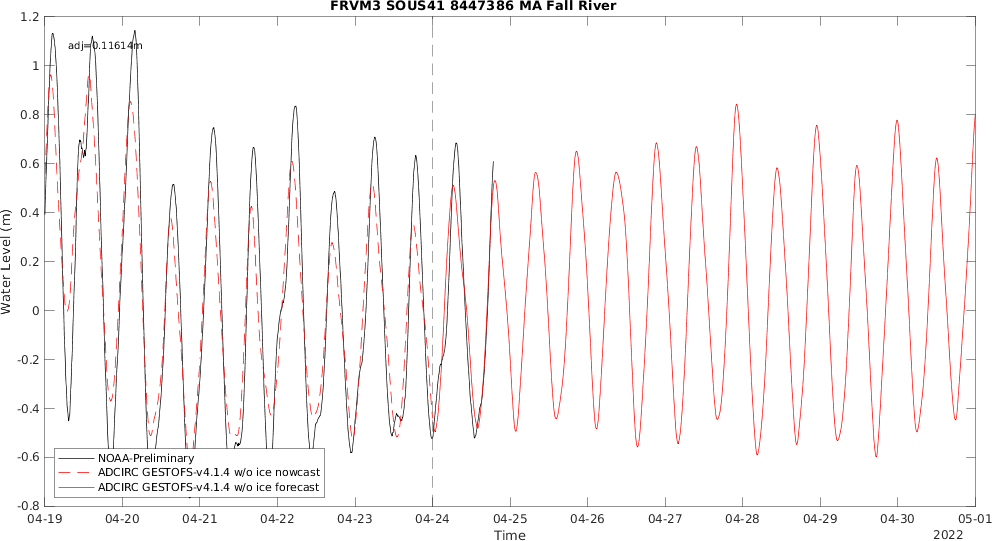 FRVM3 SOUS41 8447386 MA Fall River
1.2
1
0.8
0.6
0.4
0.2
0
-0.2
-0.4
-0.6
-0.8
Water Level (m)
adj=0.11614m
NOAA-Preliminary
ADCIRC GESTOFS-v4.1.4 w/o ice nowcast
ADCIRC GESTOFS-v4.1.4 w/o ice forecast
04-19 04-20 04-21 04-22 04-23 04-24 04-25 04-26 04-27 04-28 04-29 04-30 05-01
Time
2022